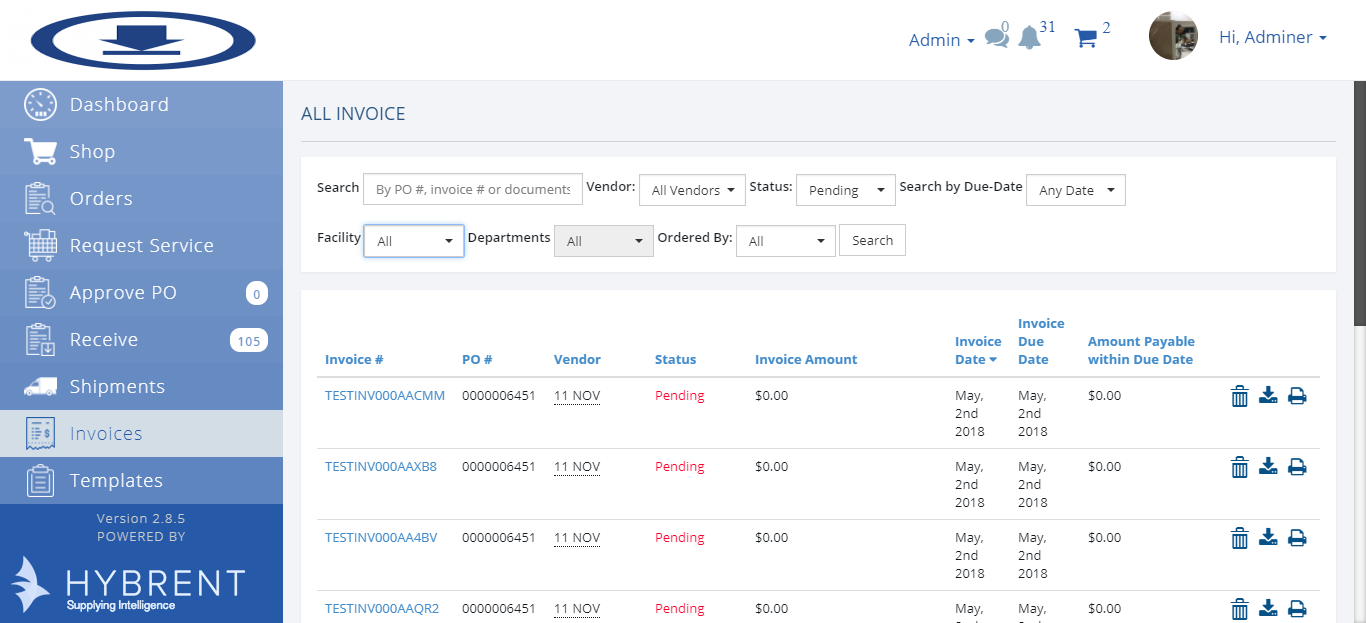 Admin 0 31 2 Hi, Adminer
Dashboard
Shop
Orders
Request Service
Approve PO 0
Receive 105
Shipments
Invoices
Templates
Version 2.8.5
POWERED BY
HYBRENT
Supplying Intelligence
ALL INVOICE
Search By PO #, invoice # or documents Vendor: All Vendors Status: Pending Search by Due-Date Any Date
Facility All Departments All Ordered By: All Search
Invoice # PO # Vendor Status Invoice Amount Invoice Date Invoice Due Date Amount Payable within Due Date
TESTINV000AACMM 0000006451 11 NOV Pending $0.00 May, 2nd 2018 May, 2nd 2018 $0.00
TESTINV000AAXB8 0000006451 11 NOV Pending $0.00 May, 2nd 2018 May, 2nd 2018 $0.00
TESTINV000AA4BV 0000006451 11 NOV Pending $0.00 May, 2nd 2018 May, 2nd 2018 $0.00
TESTINV000AAQR2 0000006451 11 NOV Pending $0.00 May, May, $0.00